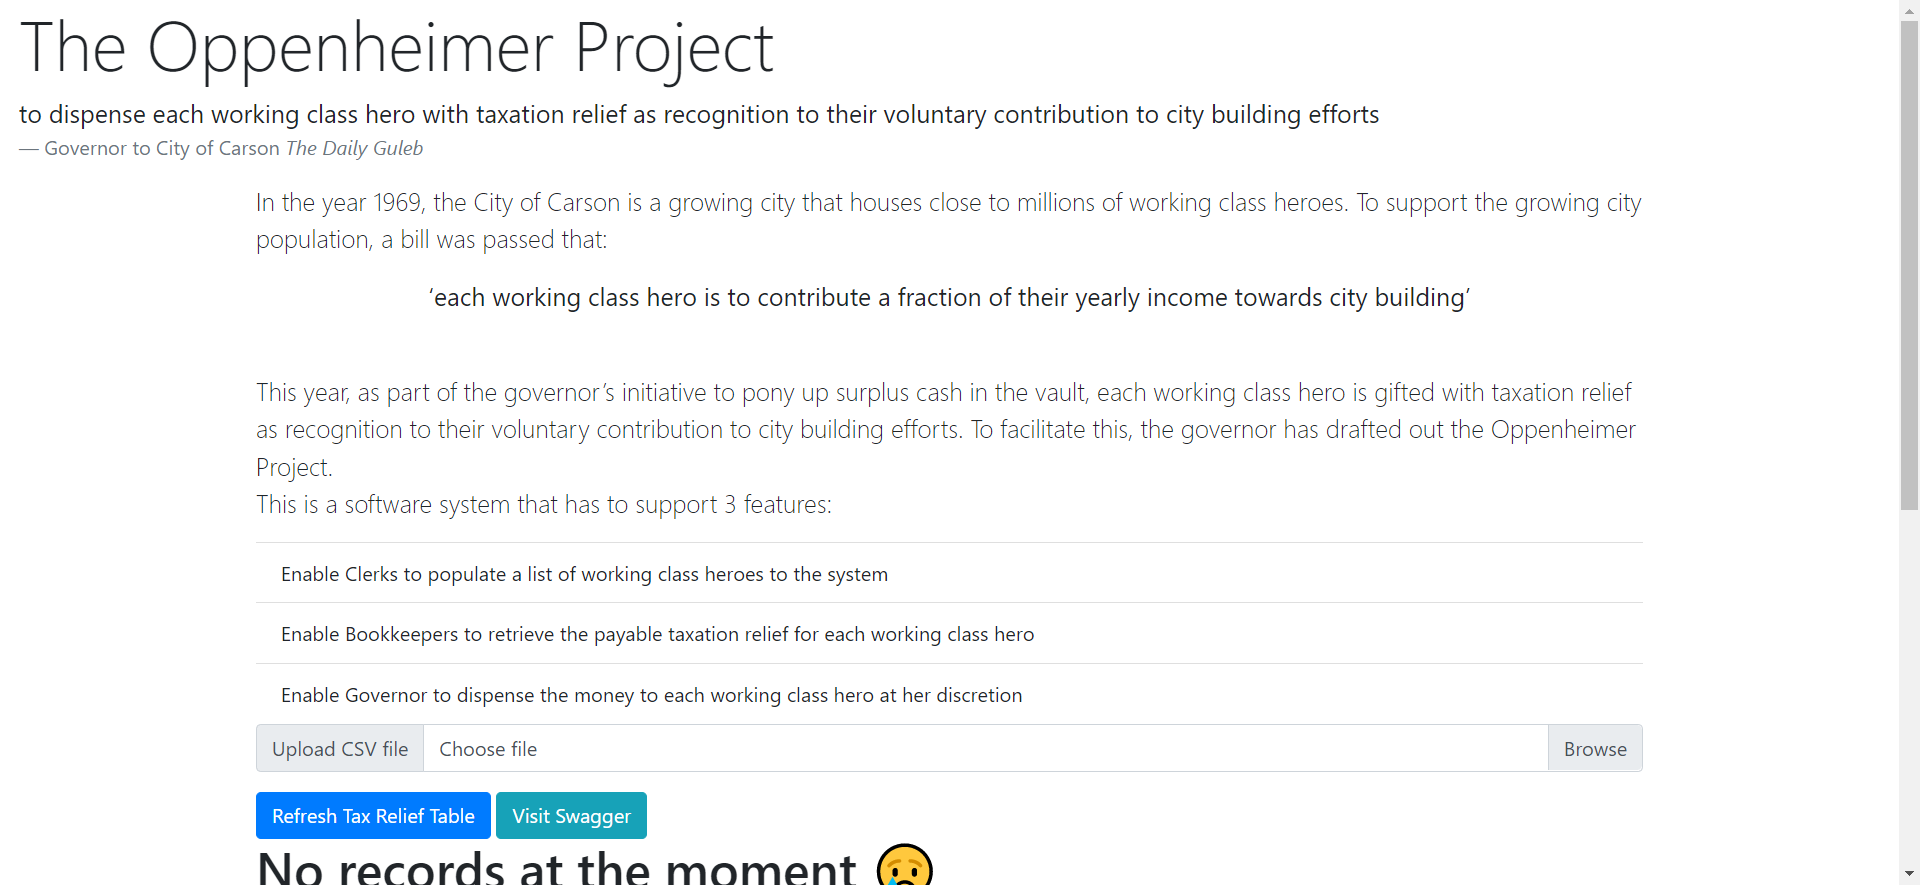 The Oppenheimer Project
to dispense each working class hero with taxation relief as recognition to their voluntary contribution to city building efforts
— Governor to City of Carson The Daily Guleb
In the year 1969, the City of Carson is a growing city that houses close to millions of working class heroes. To support the growing city
population, a bill was passed that:
‘each working class hero is to contribute a fraction of their yearly income towards city building’
This year, as part of the governor’s initiative to pony up surplus cash in the vault, each working class hero is gifted with taxation relief
as recognition to their voluntary contribution to city building efforts. To facilitate this, the governor has drafted out the Oppenheimer
Project.
This is a software system that has to support 3 features:
Enable Clerks to populate a list of working class heroes to the system
Enable Bookkeepers to retrieve the payable taxation relief for each working class hero
Enable Governor to dispense the money to each working class hero at her discretion
Upload CSV file Choose file Browse
Refresh Tax Relief Table Visit Swagger
No records at the moment 😢